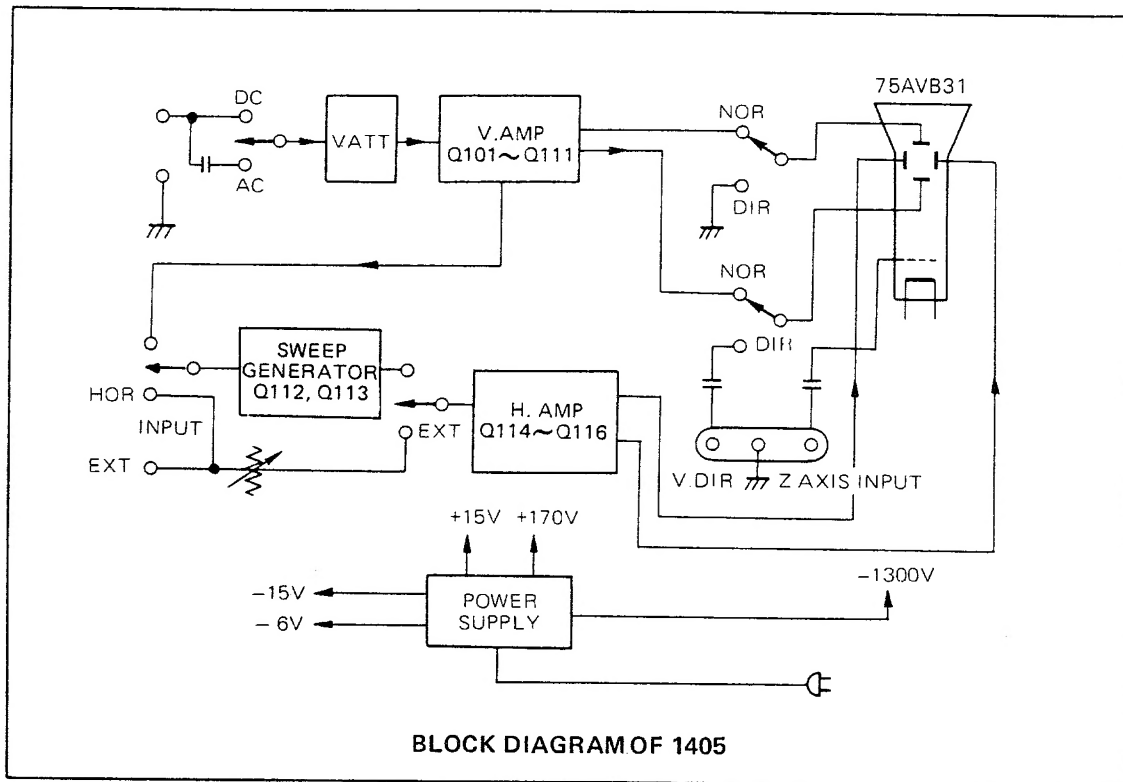 75AVB31
DC
AC
VATT
V.AMP
Q101~Q111
NOR
DIR
NOR
DIR
SWEEP
GENERATOR
Q112, Q113
HOR
INPUT
EXT
EXT
H. AMP
Q114~Q116
V.DIR
Z AXIS INPUT
+15V +170V
-15V
- 6V
POWER
SUPPLY
-1300V
BLOCK DIAGRAM OF 1405